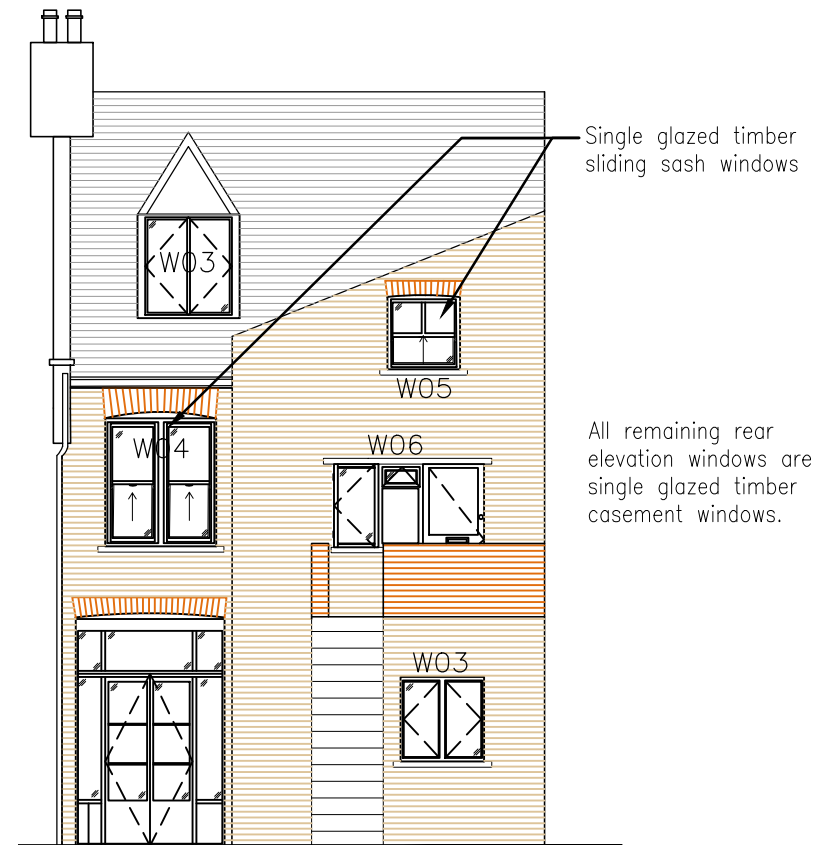 Single glazed timber
sliding sash windows
W03
W05
W04
W06
All remaining rear
elevation windows are
single glazed timber
casement windows.
W03